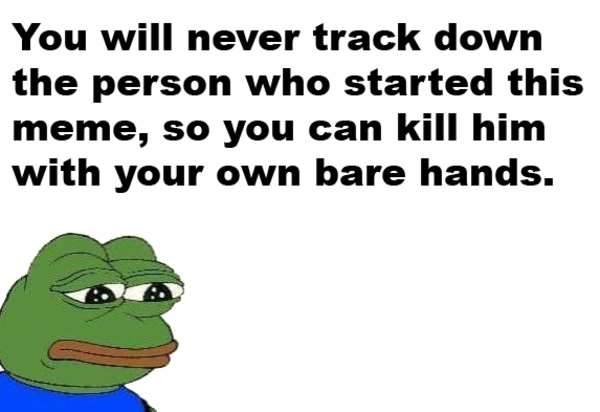 You will never track down
the person who started this
meme, so you can kill him
with your own bare hands.